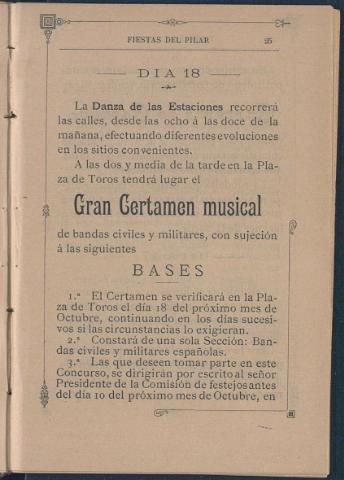 FIESTAS DEL PILAR 25
DIA 18
La Danza de las Estaciones recorrerá
las calles, desde las ocho á las doce de la
mañana, efectuando diferentes evoluciones
en los sitios convenientes.
A las dos y media de la tarde en la Pla-
za de Toros tendrá lugar el
Gran Certamen musical
de bandas civiles y militares, con sujeción
á las siguientes
BASES
1.ª El Certamen se verificará en la Pla-
za de Toros el día 18 del próximo mes de
Octubre, continuando en los días sucesi-
vos si las circunstancias lo exigieran.
2.ª Constará de una sola Sección: Ban-
das civiles y militares españolas.
3.ª Las que deseen tomar parte en este
Concurso, se dirigirán por escrito al señor
Presidente de la Comisión de festejos antes
del día 10 del próximo mes de Octubre, en